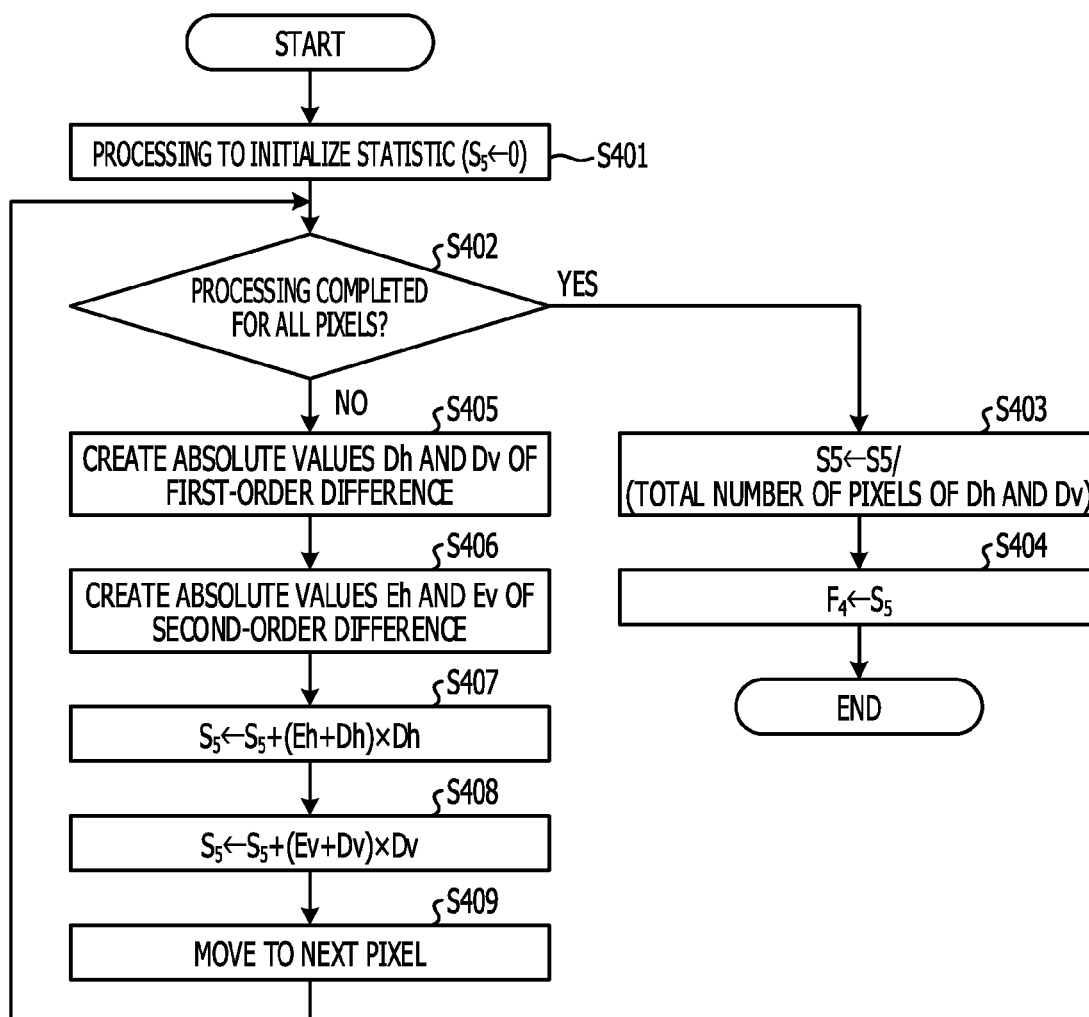 START
PROCESSING TO INITIALIZE STATISTIC (S₅←0)
S401
S402
PROCESSING COMPLETED
FOR ALL PIXELS?
YES
NO
S405
CREATE ABSOLUTE VALUES Dh AND Dv OF
FIRST-ORDER DIFFERENCE
S406
CREATE ABSOLUTE VALUES Eh AND Ev OF
SECOND-ORDER DIFFERENCE
S407
S₅←S₅+(Eh+Dh)×Dh
S408
S₅←S₅+(Ev+Dv)×Dv
S409
MOVE TO NEXT PIXEL
S403
S5←S5/
(TOTAL NUMBER OF PIXELS OF Dh AND Dv)
S404
F₄←S₅
END